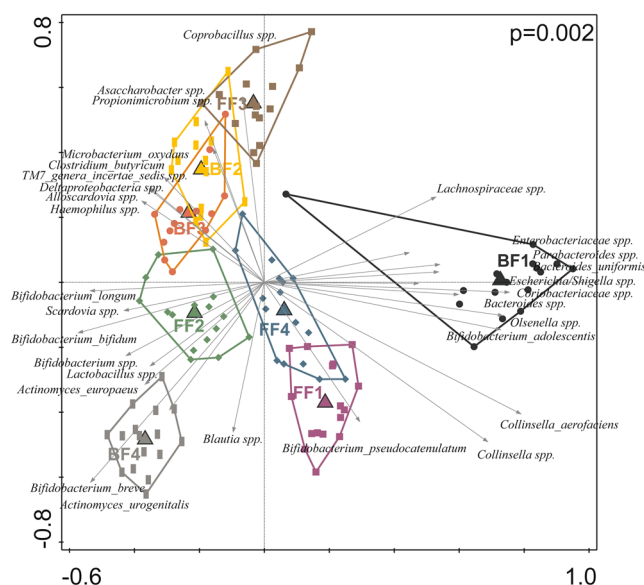 0.8
p=0.002
Coprobacillus spp.
Asaccharobacter spp.
Propionimicrobium spp.
FF3
Microbacterium_oxydans
Clostridium_butyricum
BF2
TM7_genera_incertae_sedis spp.
Deltaproteobacteria spp.
Alloscardovia spp.
Haemophilus spp.
BF3
Lachnospiraceae spp.
Enterobacteriaceae spp.
Parabacteroides spp.
BF1
Bacteroides_uniformis
Escherichia/Shigella spp.
Coriobacteriaceae spp.
Bacteroides spp.
Olsenella spp.
Bifidobacterium_adolescentis
Bifidobacterium_longum
Scardovia spp.
FF2
FF4
Bifidobacterium_bifidum
Bifidobacterium spp.
Lactobacillus spp.
Actinomyces_europaeus
FF1
Collinsella_aerofaciens
Blautia spp.
Bifidobacterium_pseudocatenulatum
Collinsella spp.
BF4
Bifidobacterium_breve
Actinomyces_urogenitalis
-0.8
-0.6
1.0